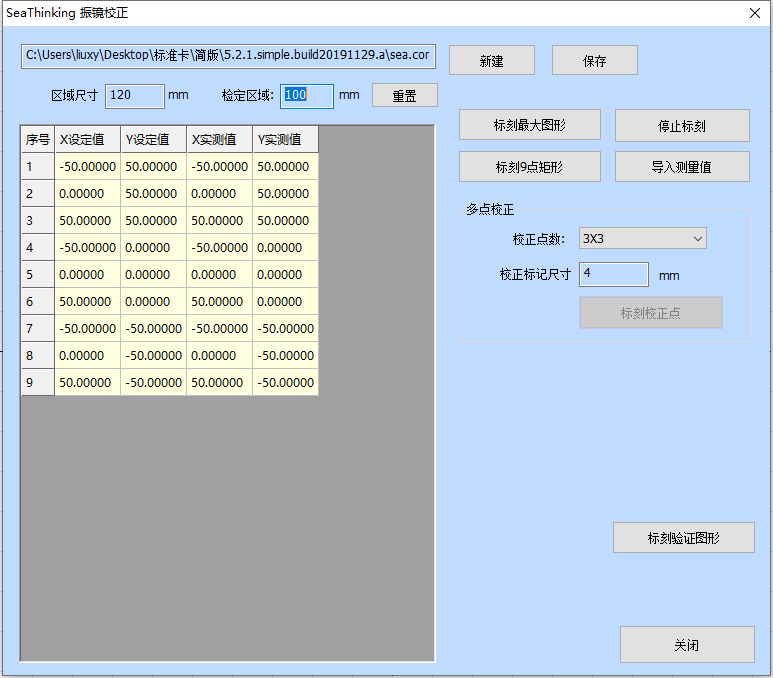 SeaThinking 振镜校正
C:\Users\liuxy\Desktop\标准卡\简版\5.2.1.simple.build20191129.a\sea.cor
新建
保存
区域尺寸 120 mm 检定区域: 100 mm 重置
标刻最大图形
停止标刻
标刻9点矩形
导入测量值
序号 X设定值 Y设定值 X实测值 Y实测值
1 -50.00000 50.00000 -50.00000 50.00000
2 0.00000 50.00000 0.00000 50.00000
3 50.00000 50.00000 50.00000 50.00000
4 -50.00000 0.00000 -50.00000 0.00000
5 0.00000 0.00000 0.00000 0.00000
6 50.00000 0.00000 50.00000 0.00000
7 -50.00000 -50.00000 -50.00000 -50.00000
8 0.00000 -50.00000 0.00000 -50.00000
9 50.00000 -50.00000 50.00000 -50.00000
多点校正
校正点数: 3X3
校正标记尺寸 4 mm
标刻校正点
标刻验证图形
关闭